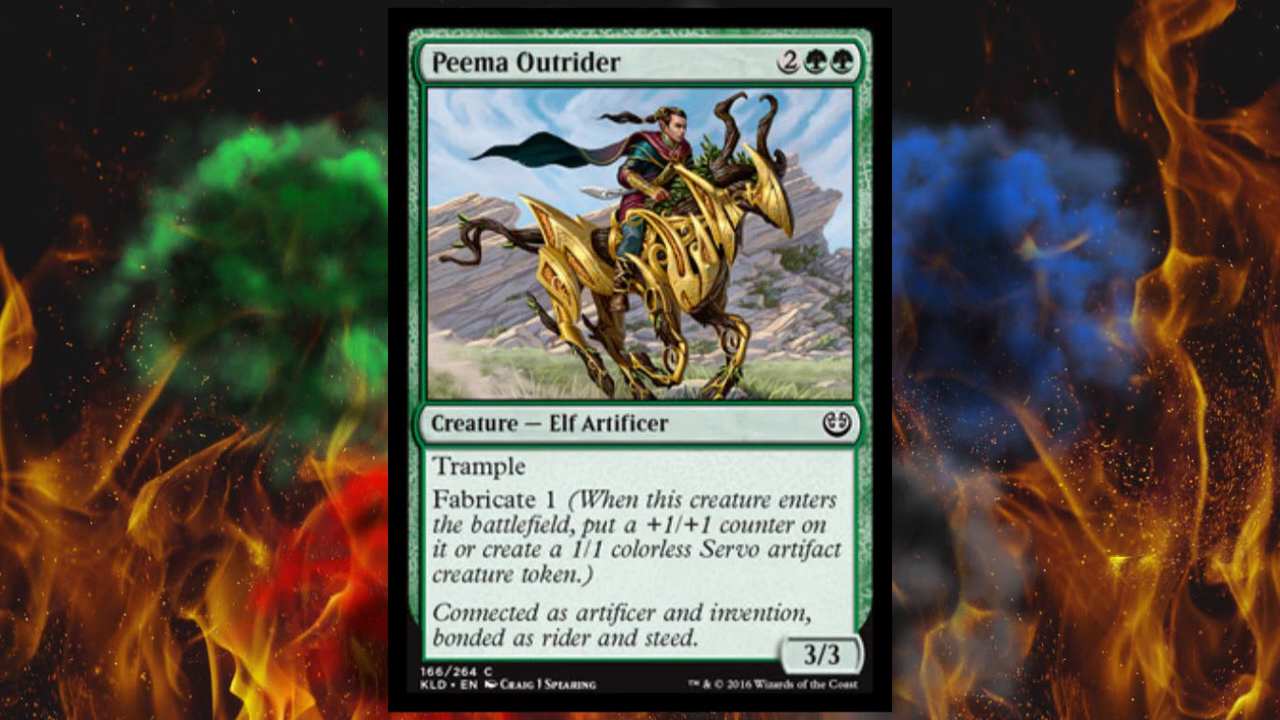 Peema Outrider 2
Creature — Elf Artificer
Trample
Fabricate 1 (When this creature enters
the battlefield, put a +1/+1 counter on
it or create a 1/1 colorless Servo artifact
creature token.)
Connected as artificer and invention,
bonded as rider and steed.
3/3
166/264 C
KLD • EN Craig J Spearing
™ & © 2016 Wizards of the Coast